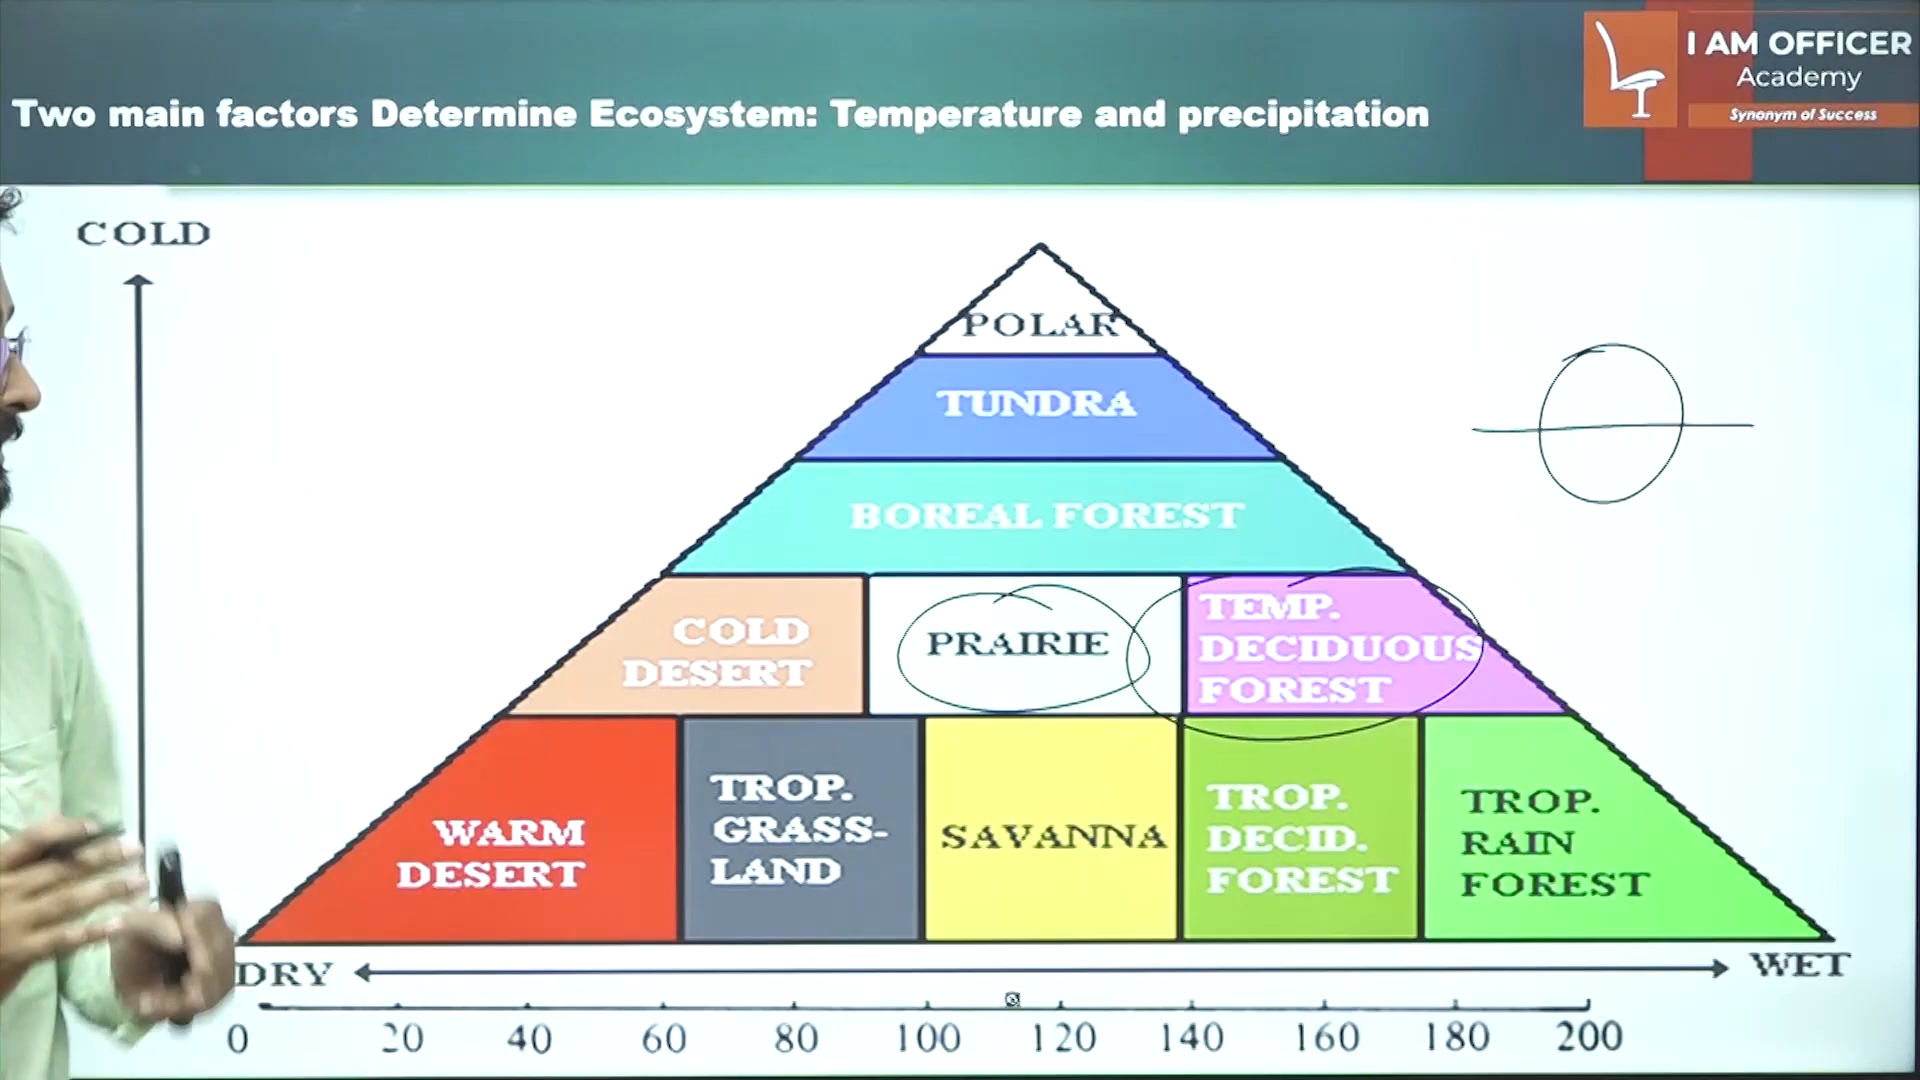 I AM OFFICER
Academy
Synonym of Success
Two main factors Determine Ecosystem: Temperature and precipitation
COLD
POLAR
TUNDRA
BOREAL FOREST
COLD
DESERT
PRAIRIE
TEMP.
DECIDUOUS
FOREST
WARM
DESERT
TROP.
GRASS-
LAND
SAVANNA
TROP.
DECID.
FOREST
TROP.
RAIN
FOREST
DRY
WET
0 20 40 60 80 100 120 140 160 180 200